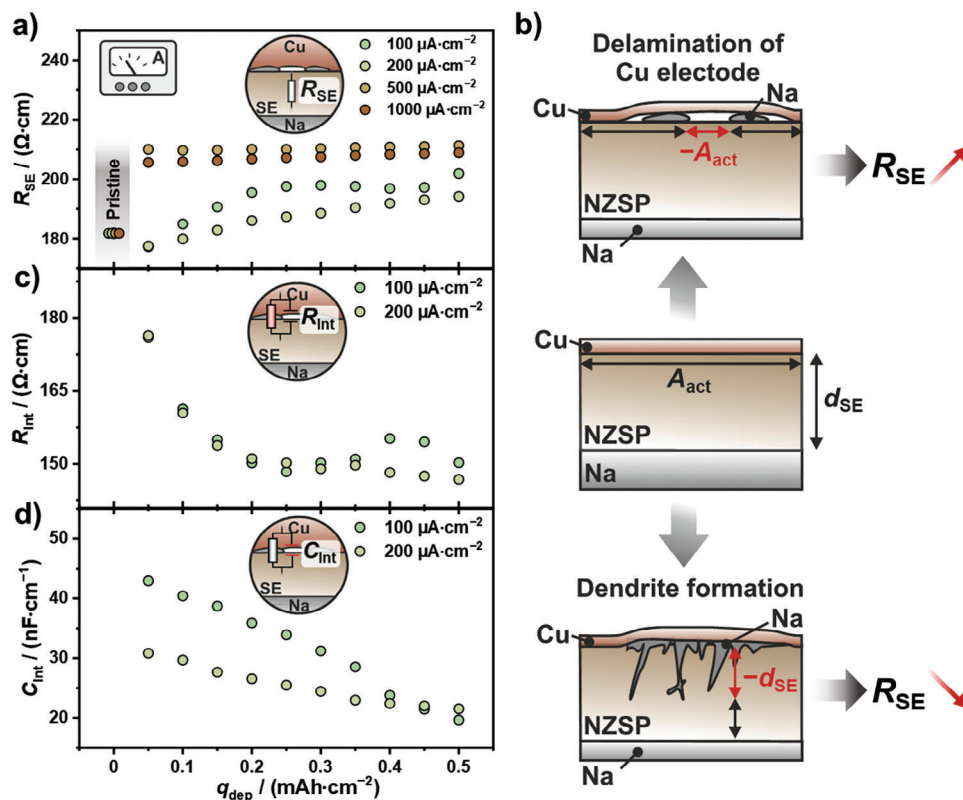 a)
250
240
220
200
180
160
R_SE / (Ω·cm)
A
Cu
SE
R_SE
Na
100 µA·cm⁻²
200 µA·cm⁻²
500 µA·cm⁻²
1000 µA·cm⁻²
Pristine
c)
180
165
150
R_Int / (Ω·cm)
Cu
R_Int
SE
Na
100 µA·cm⁻²
200 µA·cm⁻²
d)
50
40
30
20
C_Int / (nF·cm⁻¹)
Cu
C_Int
SE
Na
100 µA·cm⁻²
200 µA·cm⁻²
0 0.1 0.2 0.3 0.4 0.5
q_dep / (mAh·cm⁻²)
b)
Delamination of
Cu electode
Na
Cu
−A_act
NZSP
Na
R_SE
Cu
A_act
d_SE
NZSP
Na
Dendrite formation
Na
Cu
−d_SE
NZSP
Na
R_SE